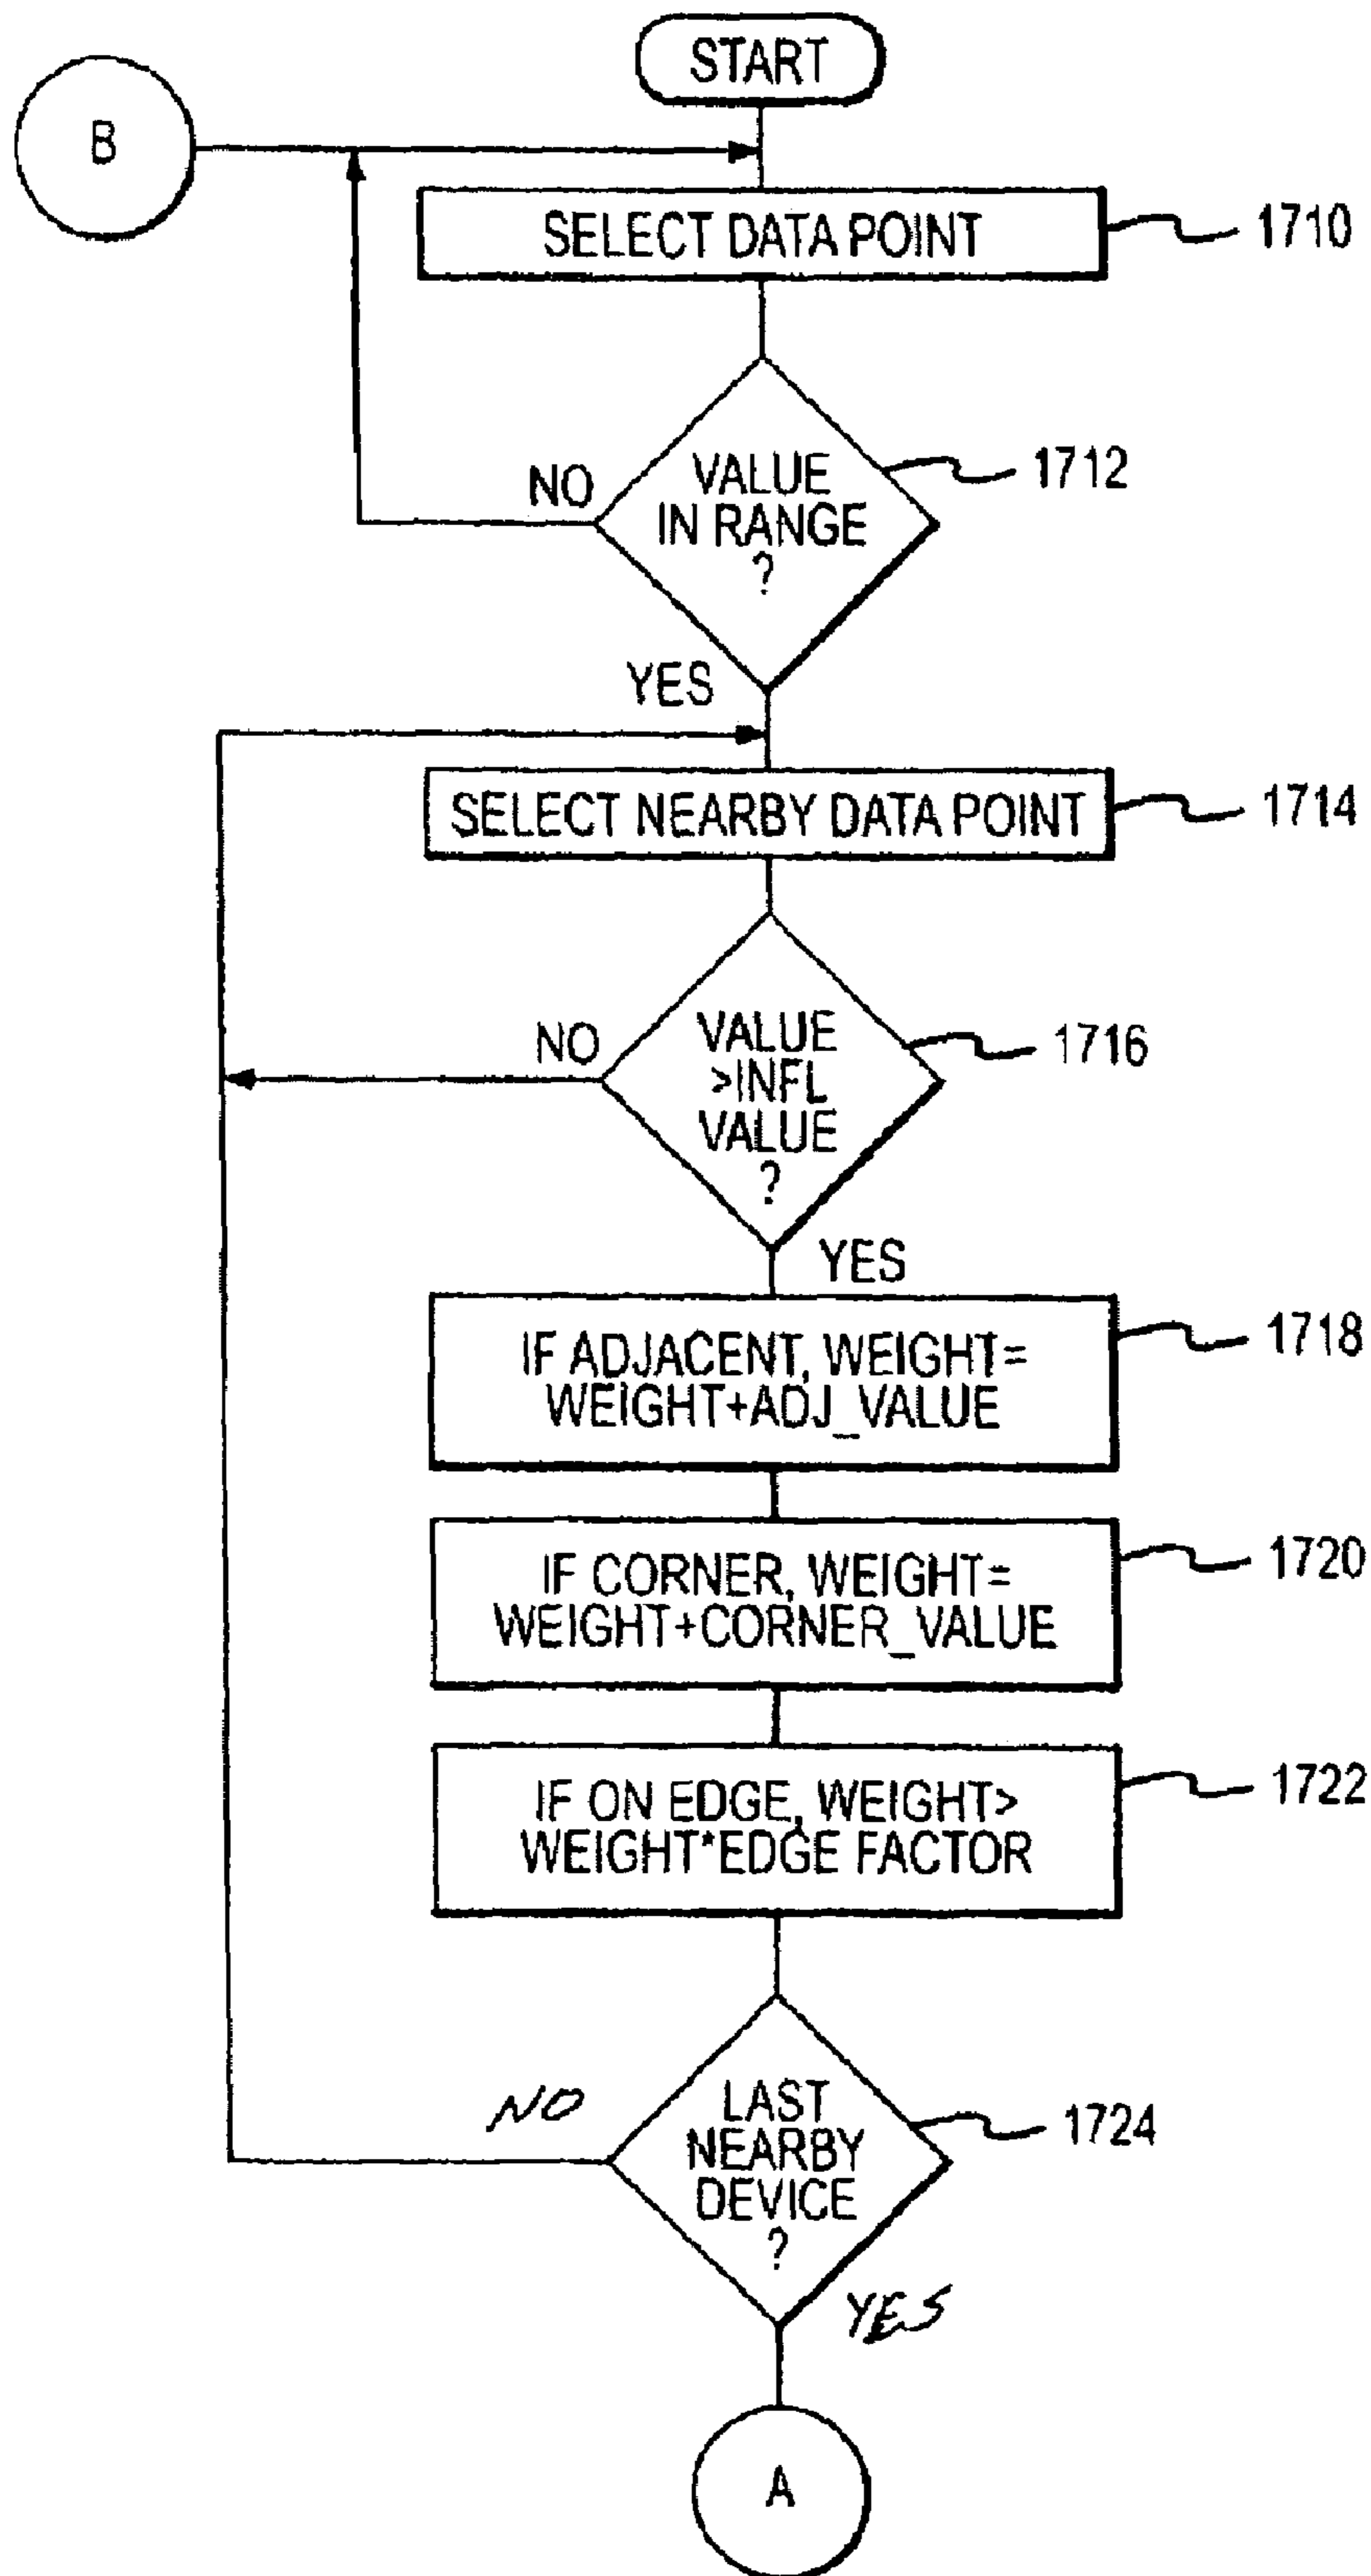 START
B
SELECT DATA POINT
1710
VALUE
IN RANGE
?
1712
NO
YES
SELECT NEARBY DATA POINT
1714
VALUE
>INFL
VALUE
?
1716
NO
YES
IF ADJACENT, WEIGHT=
WEIGHT+ADJ_VALUE
1718
IF CORNER, WEIGHT=
WEIGHT+CORNER_VALUE
1720
IF ON EDGE, WEIGHT>
WEIGHT*EDGE FACTOR
1722
LAST
NEARBY
DEVICE
?
1724
NO
YES
A